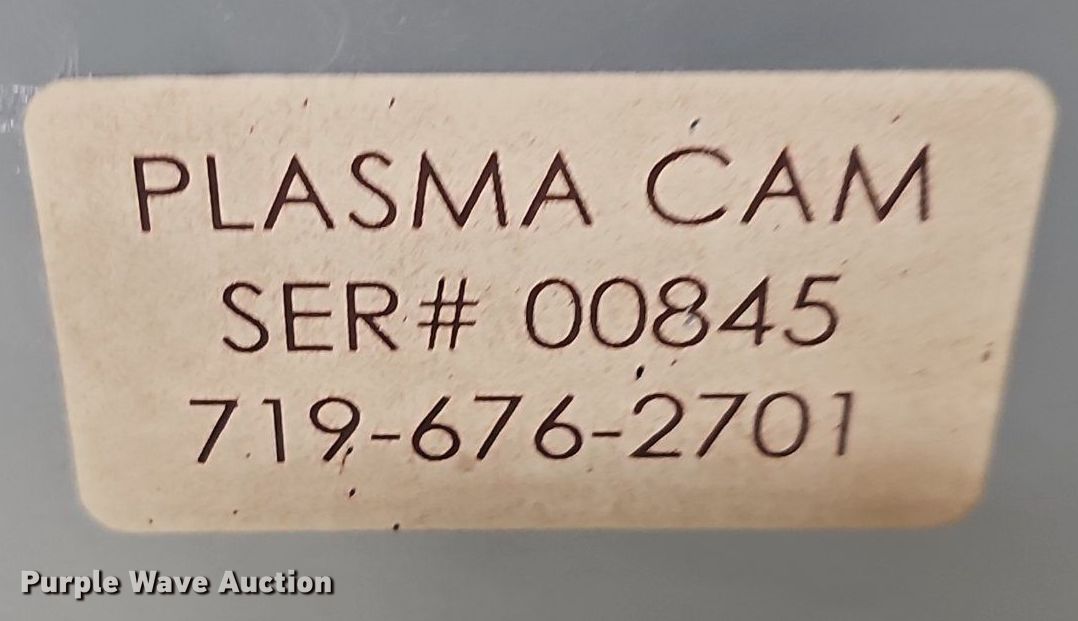 PLASMA CAM
SER# 00845
719-676-2701
Purple Wave Auction